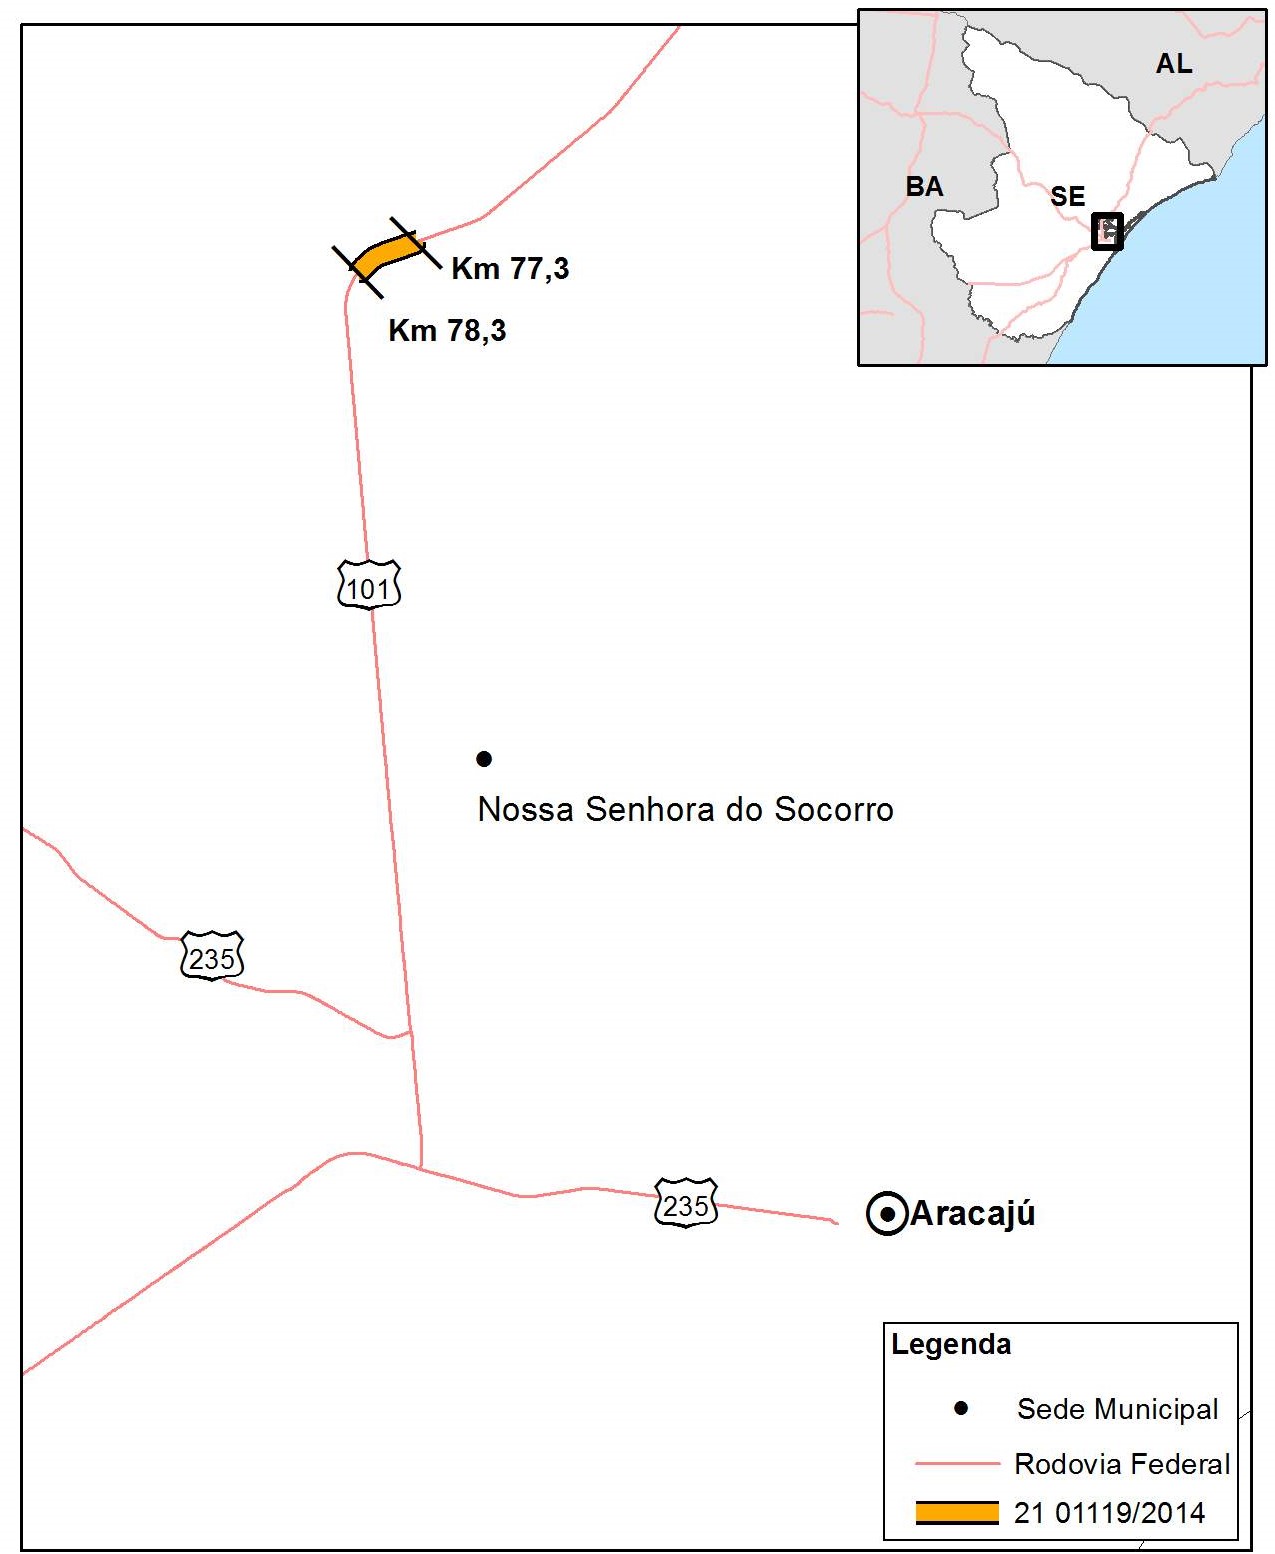 AL
BA
SE
Km 77,3
Km 78,3
101
Nossa Senhora do Socorro
235
235
Aracajú
Legenda
Sede Municipal
Rodovia Federal
21 01119/2014